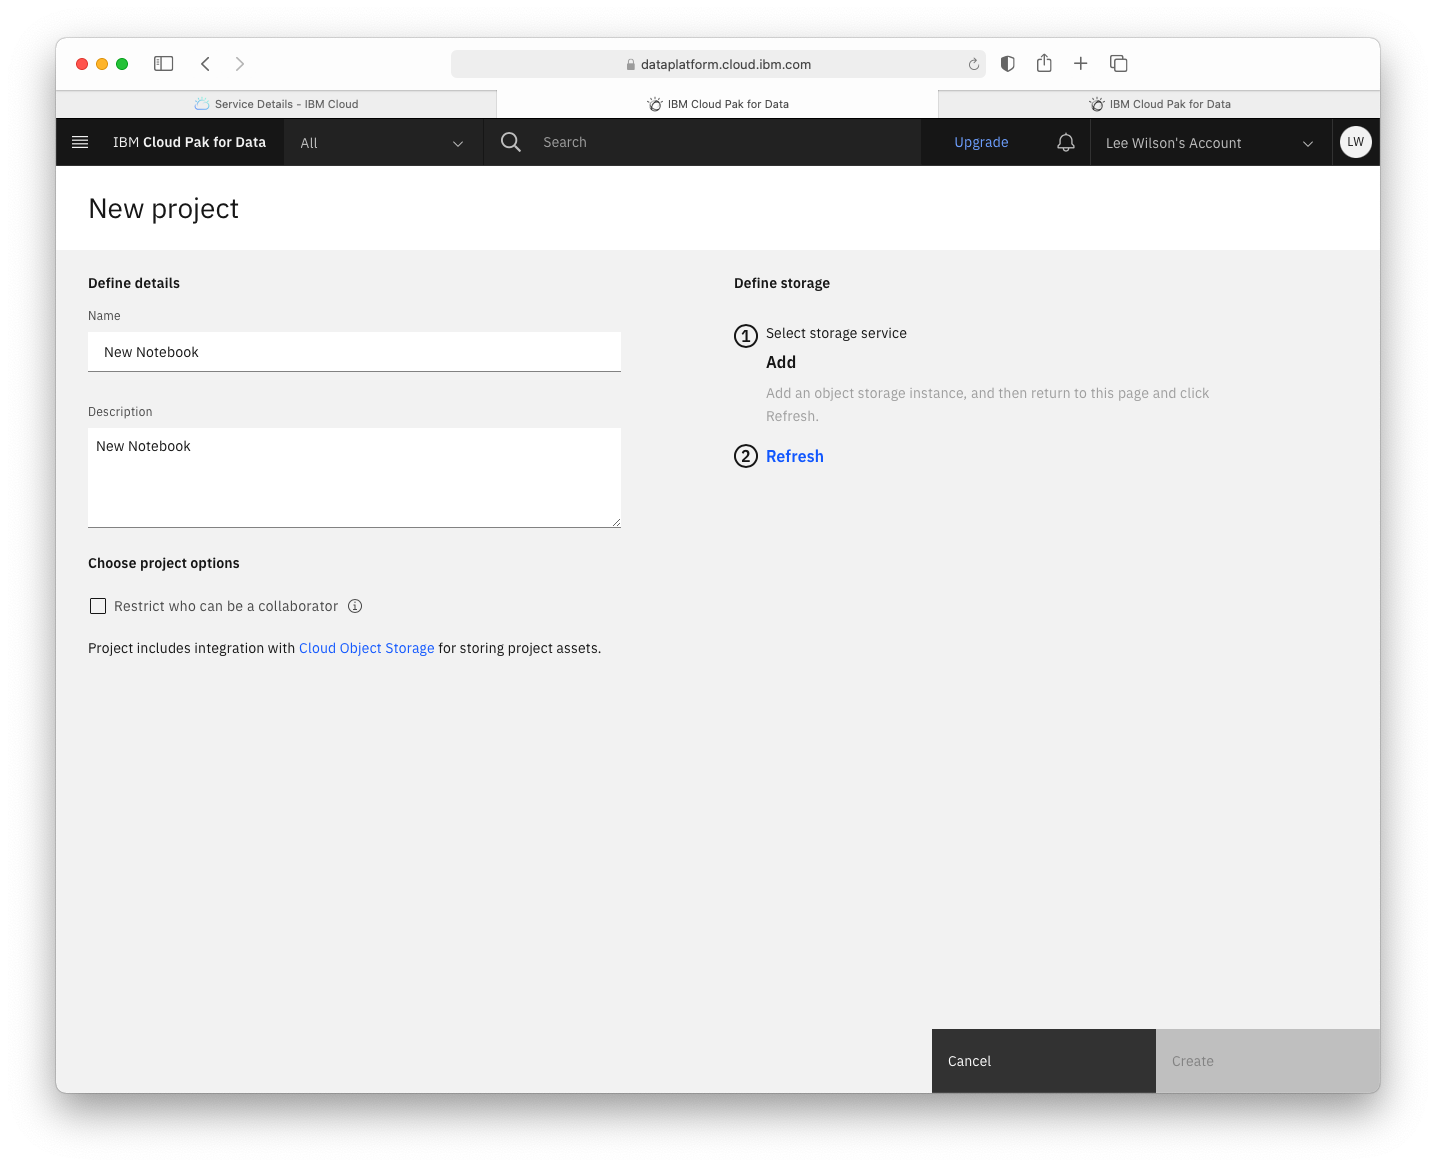 dataplatform.cloud.ibm.com
Service Details - IBM Cloud
IBM Cloud Pak for Data
IBM Cloud Pak for Data
IBM Cloud Pak for Data
All
Search
Upgrade
Lee Wilson's Account
LW
New project
Define details
Name
New Notebook
Description
New Notebook
Choose project options
Restrict who can be a collaborator
Project includes integration with Cloud Object Storage for storing project assets.
Define storage
1 Select storage service
Add
Add an object storage instance, and then return to this page and click
Refresh.
2 Refresh
Cancel
Create